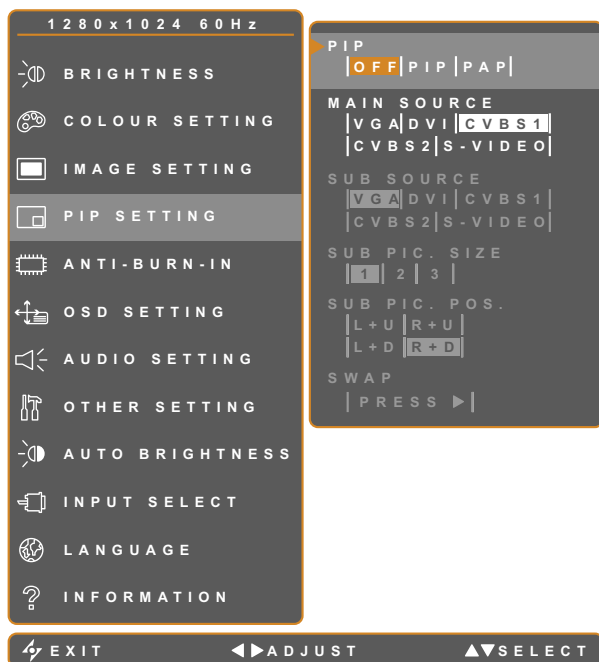 1280x1024 60Hz
BRIGHTNESS
COLOUR SETTING
IMAGE SETTING
PIP SETTING
ANTI-BURN-IN
OSD SETTING
AUDIO SETTING
OTHER SETTING
AUTO BRIGHTNESS
INPUT SELECT
LANGUAGE
INFORMATION
PIP
OFF|PIP|PAP|
MAIN SOURCE
|VGA|DVI|CVBS1|
|CVBS2|S-VIDEO|
SUB SOURCE
|VGA|DVI|CVBS1|
|CVBS2|S-VIDEO|
SUB PIC. SIZE
|1|2|3|
SUB PIC. POS.
|L+U|R+U|
|L+D|R+D|
SWAP
|PRESS ▶|
EXIT ◀▶ADJUST ▲▼SELECT